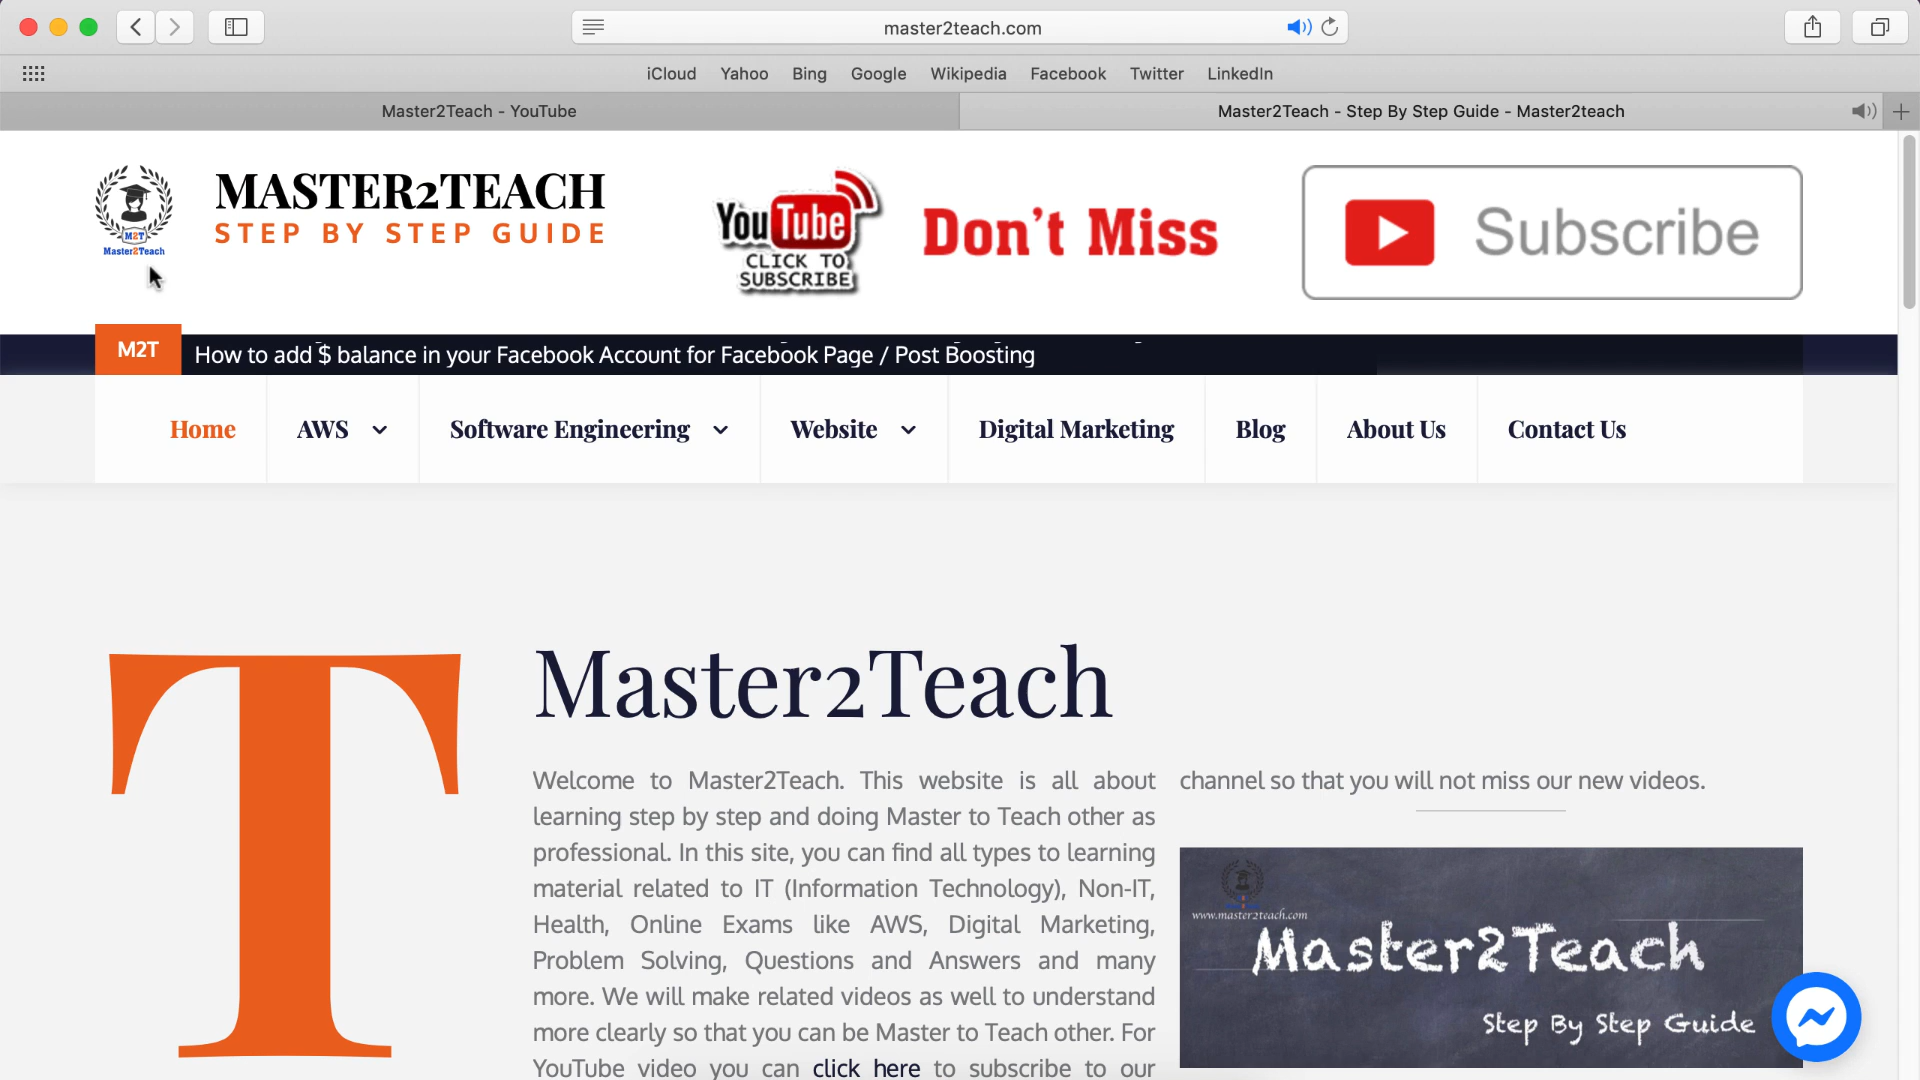 master2teach.com
iCloud Yahoo Bing Google Wikipedia Facebook Twitter LinkedIn
Master2Teach - YouTube
Master2Teach - Step By Step Guide - Master2teach
M2T
Master2Teach
MASTER2TEACH
STEP BY STEP GUIDE
YouTube
CLICK TO
SUBSCRIBE
Don't Miss
Subscribe
M2T
How to add $ balance in your Facebook Account for Facebook Page / Post Boosting
Home AWS Software Engineering Website Digital Marketing Blog About Us Contact Us
T
Master2Teach
Welcome to Master2Teach. This website is all about
learning step by step and doing Master to Teach other as
professional. In this site, you can find all types to learning
material related to IT (Information Technology), Non-IT,
Health, Online Exams like AWS, Digital Marketing,
Problem Solving, Questions and Answers and many
more. We will make related videos as well to understand
more clearly so that you can be Master to Teach other. For
YouTube video you can click here to subscribe to our
channel so that you will not miss our new videos.
www.master2teach.com
Master2Teach
Step By Step Guide